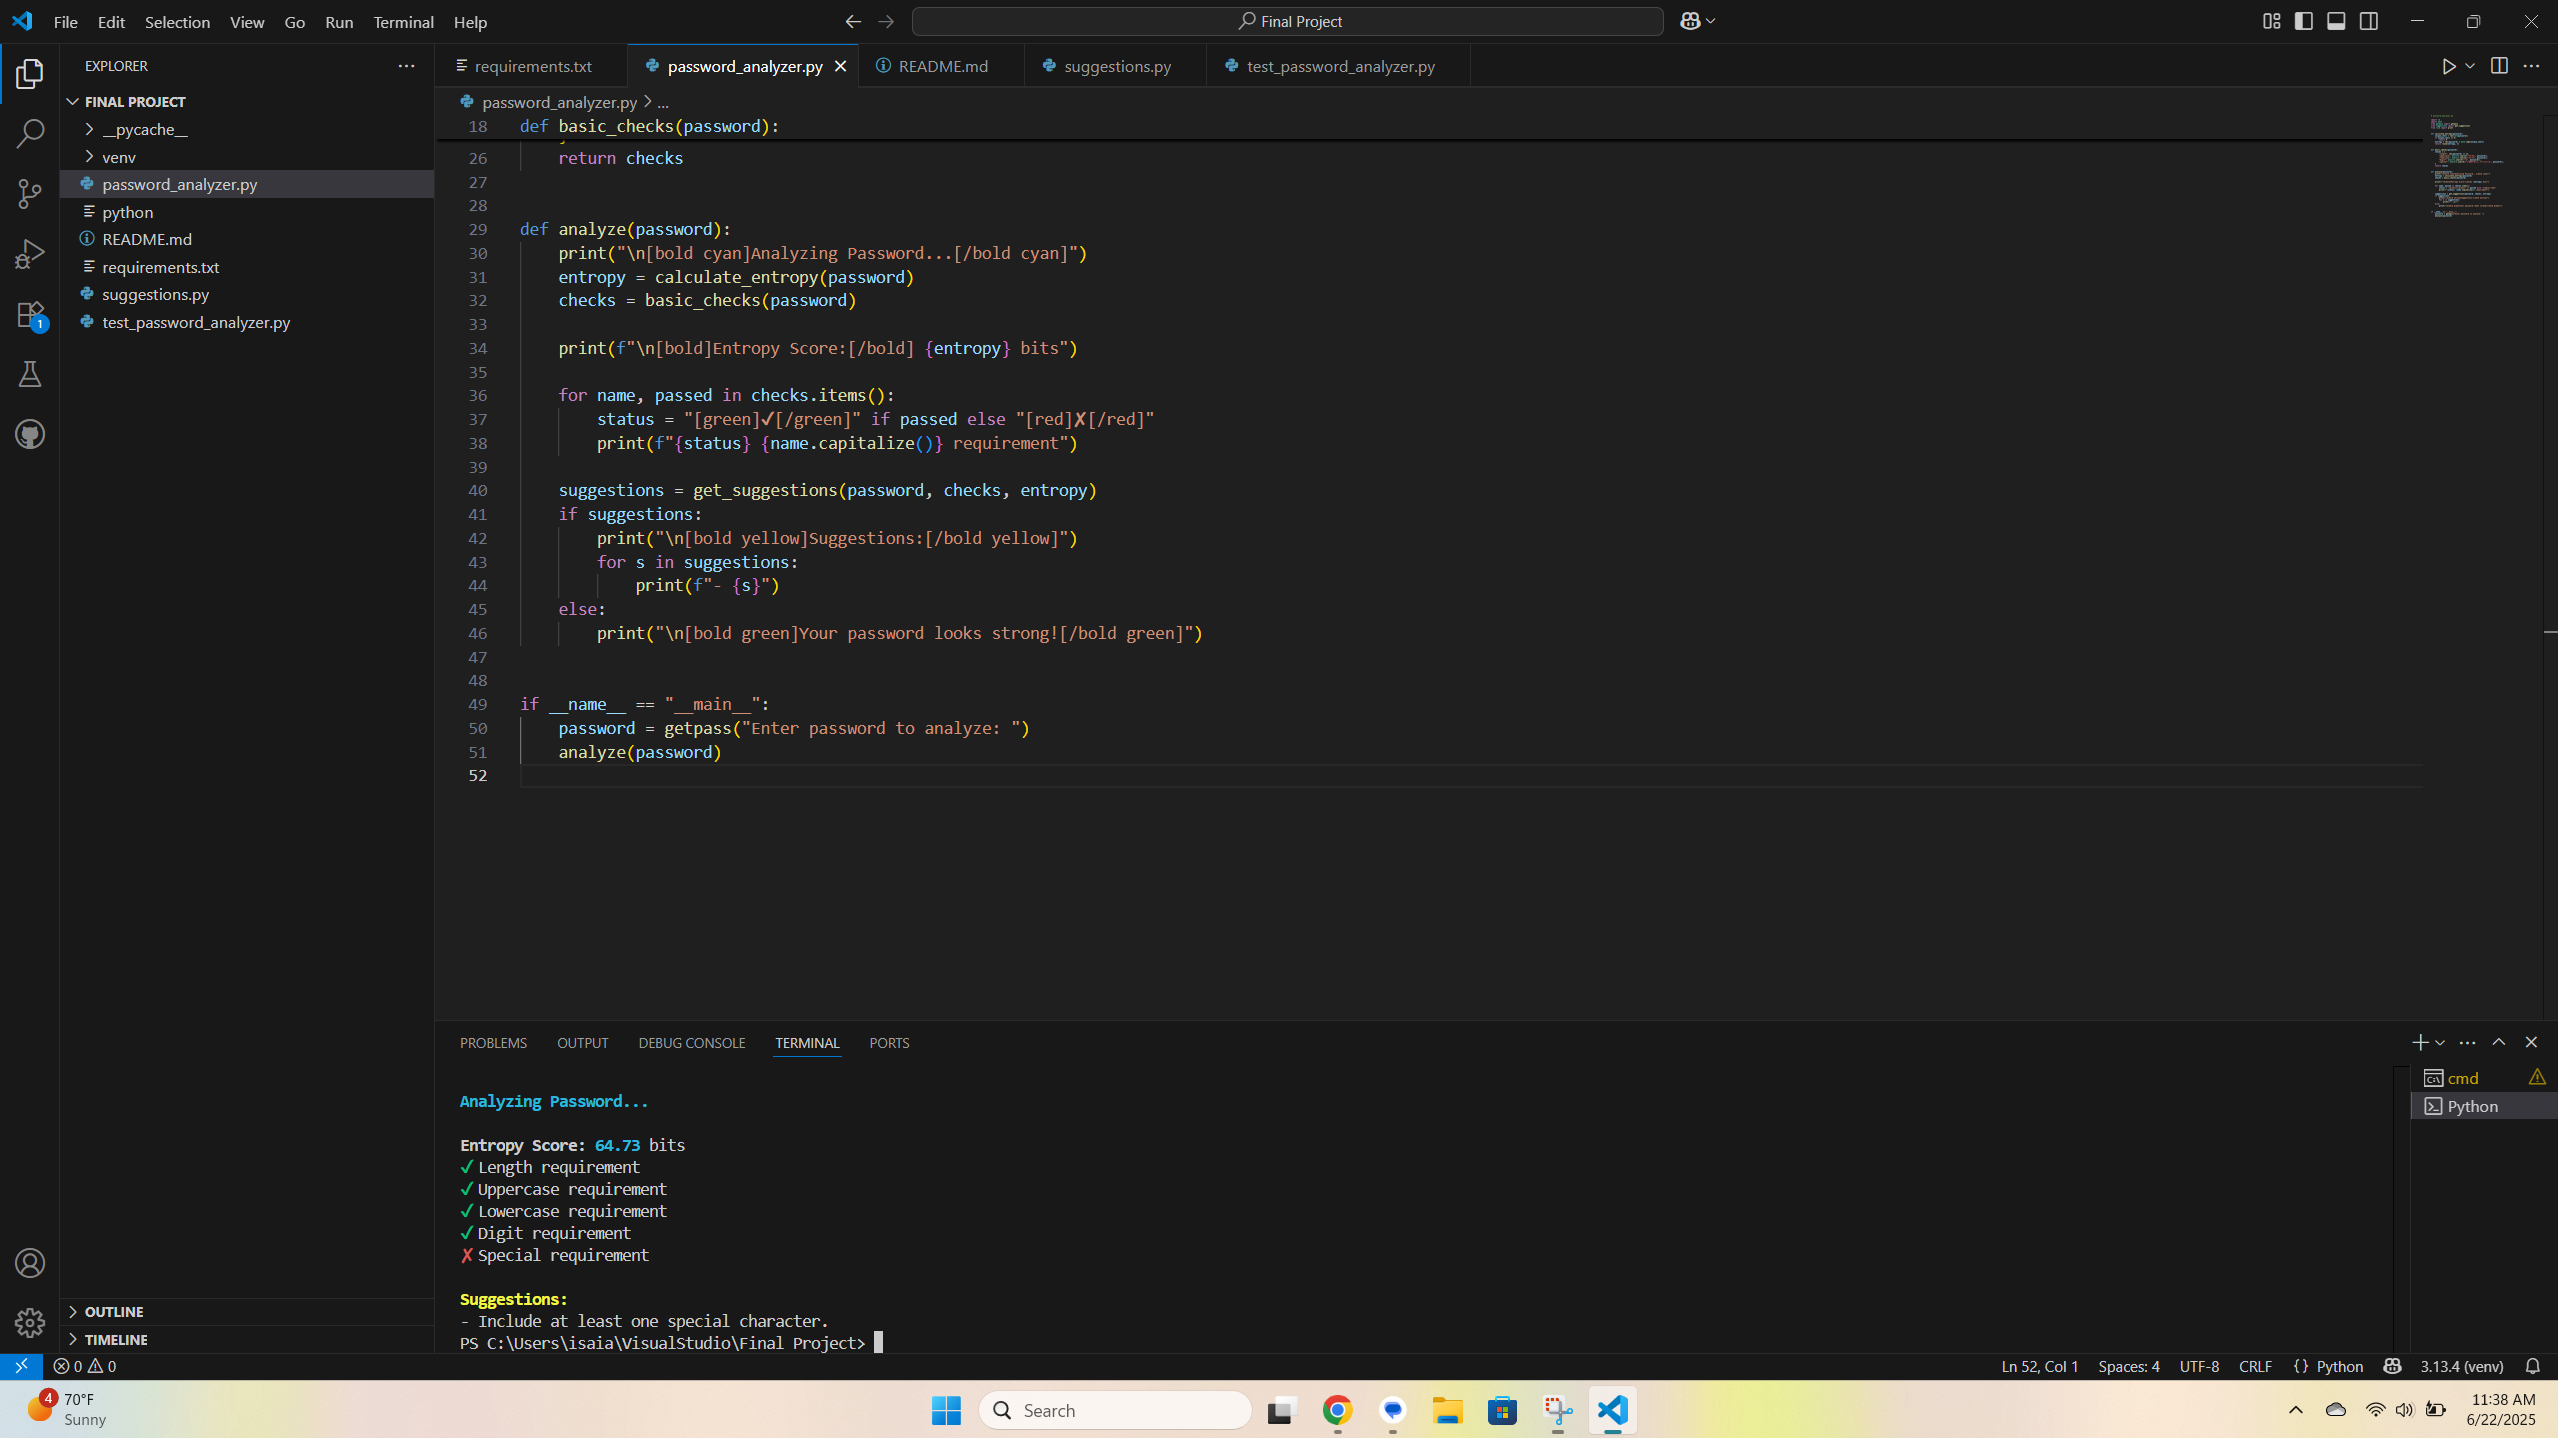 File Edit Selection View Go Run Terminal Help
Final Project
EXPLORER
FINAL PROJECT
__pycache__
venv
password_analyzer.py
python
README.md
requirements.txt
suggestions.py
test_password_analyzer.py
1
OUTLINE
TIMELINE
requirements.txt password_analyzer.py README.md suggestions.py test_password_analyzer.py
password_analyzer.py > ...
18 def basic_checks(password):
26 return checks
27
28
29 def analyze(password):
30 print("\n[bold cyan]Analyzing Password...[/bold cyan]")
31 entropy = calculate_entropy(password)
32 checks = basic_checks(password)
33
34 print(f"\n[bold]Entropy Score:[/bold] {entropy} bits")
35
36 for name, passed in checks.items():
37 status = "[green]✔[/green]" if passed else "[red]✘[/red]"
38 print(f"{status} {name.capitalize()} requirement")
39
40 suggestions = get_suggestions(password, checks, entropy)
41 if suggestions:
42 print("\n[bold yellow]Suggestions:[/bold yellow]")
43 for s in suggestions:
44 print(f"- {s}")
45 else:
46 print("\n[bold green]Your password looks strong![/bold green]")
47
48
49 if __name__ == "__main__":
50 password = getpass("Enter password to analyze: ")
51 analyze(password)
52
PROBLEMS OUTPUT DEBUG CONSOLE TERMINAL PORTS
Analyzing Password...
Entropy Score: 64.73 bits
✔ Length requirement
✔ Uppercase requirement
✔ Lowercase requirement
✔ Digit requirement
✘ Special requirement
Suggestions:
- Include at least one special character.
PS C:\Users\isaia\VisualStudio\Final Project>
cmd
Python
0 0
Ln 52, Col 1 Spaces: 4 UTF-8 CRLF {} Python 3.13.4 (venv)
4
70°F
Sunny
Search
11:38 AM
6/22/2025